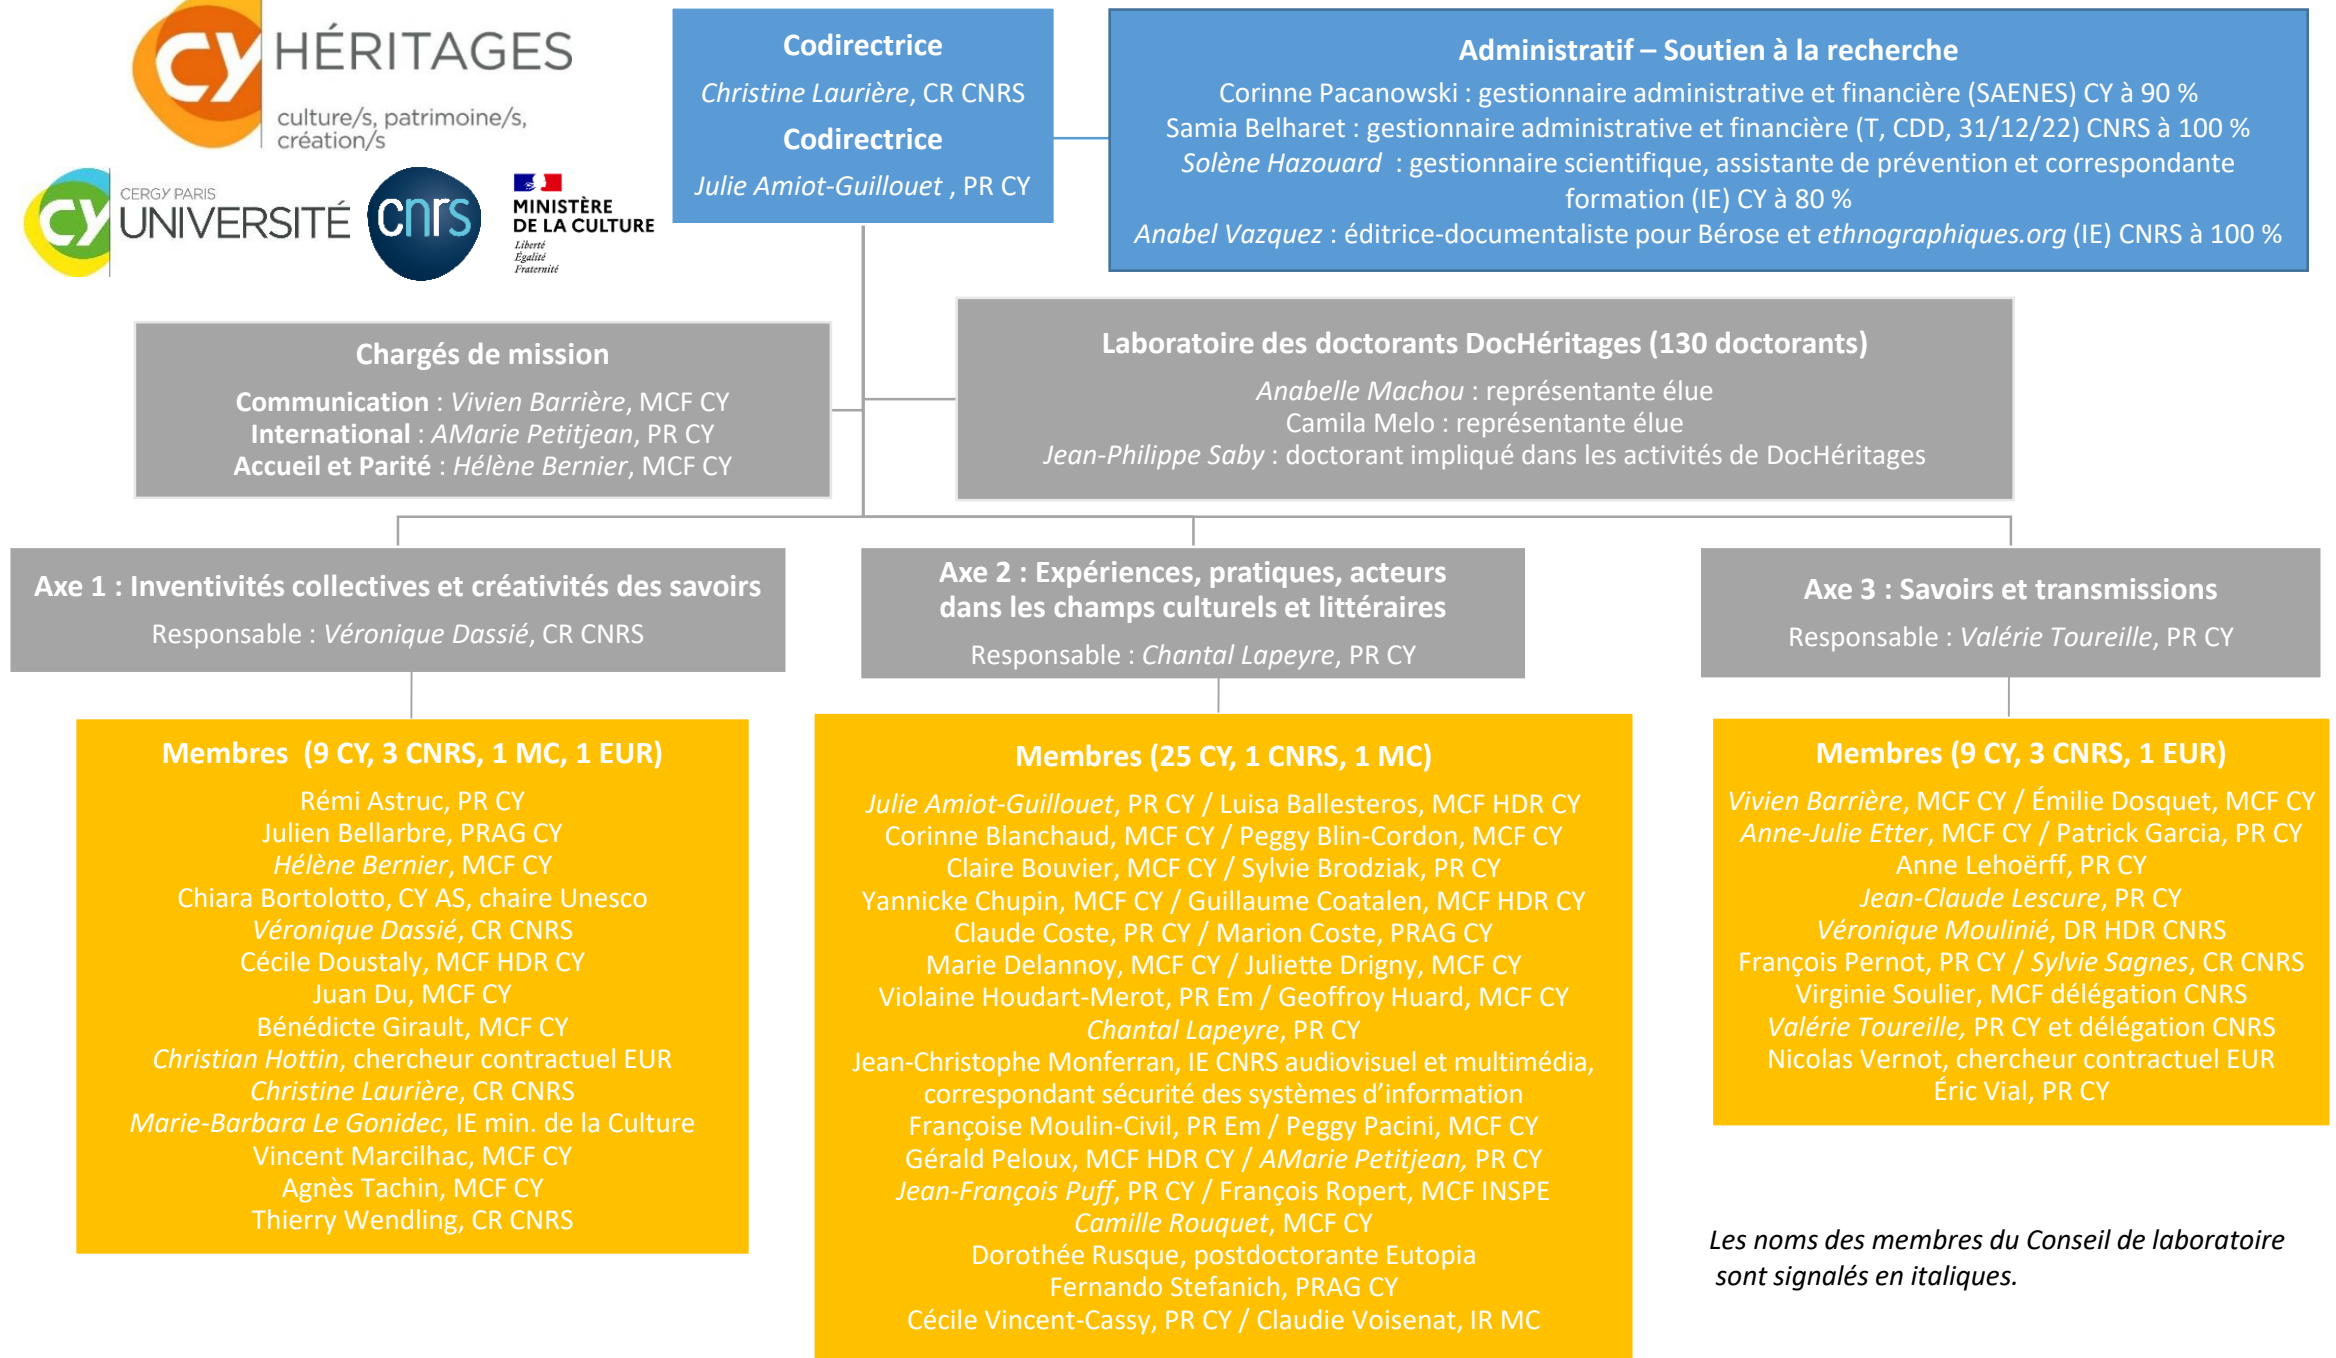 CY HÉRITAGES
culture/s, patrimoine/s,
création/s
CY CERGY PARIS
UNIVERSITÉ
cnrs
MINISTÈRE
DE LA CULTURE
Liberté
Égalité
Fraternité
Codirectrice
Christine Laurière, CR CNRS
Codirectrice
Julie Amiot-Guillouet , PR CY
Administratif – Soutien à la recherche
Corinne Pacanowski : gestionnaire administrative et financière (SAENES) CY à 90 %
Samia Belharet : gestionnaire administrative et financière (T, CDD, 31/12/22) CNRS à 100 %
Solène Hazouard : gestionnaire scientifique, assistante de prévention et correspondante
formation (IE) CY à 80 %
Anabel Vazquez : éditrice-documentaliste pour Bérose et ethnographiques.org (IE) CNRS à 100 %
Chargés de mission
Communication : Vivien Barrière, MCF CY
International : AMarie Petitjean, PR CY
Accueil et Parité : Hélène Bernier, MCF CY
Laboratoire des doctorants DocHéritages (130 doctorants)
Anabelle Machou : représentante élue
Camila Melo : représentante élue
Jean-Philippe Saby : doctorant impliqué dans les activités de DocHéritages
Axe 1 : Inventivités collectives et créativités des savoirs
Responsable : Véronique Dassié, CR CNRS
Membres (9 CY, 3 CNRS, 1 MC, 1 EUR)
Rémi Astruc, PR CY
Julien Bellarbre, PRAG CY
Hélène Bernier, MCF CY
Chiara Bortolotto, CY AS, chaire Unesco
Véronique Dassié, CR CNRS
Cécile Doustaly, MCF HDR CY
Juan Du, MCF CY
Bénédicte Girault, MCF CY
Christian Hottin, chercheur contractuel EUR
Christine Laurière, CR CNRS
Marie-Barbara Le Gonidec, IE min. de la Culture
Vincent Marcilhac, MCF CY
Agnès Tachin, MCF CY
Thierry Wendling, CR CNRS
Axe 2 : Expériences, pratiques, acteurs
dans les champs culturels et littéraires
Responsable : Chantal Lapeyre, PR CY
Membres (25 CY, 1 CNRS, 1 MC)
Julie Amiot-Guillouet, PR CY / Luisa Ballesteros, MCF HDR CY
Corinne Blanchaud, MCF CY / Peggy Blin-Cordon, MCF CY
Claire Bouvier, MCF CY / Sylvie Brodziak, PR CY
Yannicke Chupin, MCF CY / Guillaume Coatalen, MCF HDR CY
Claude Coste, PR CY / Marion Coste, PRAG CY
Marie Delannoy, MCF CY / Juliette Drigny, MCF CY
Violaine Houdart-Merot, PR Em / Geoffroy Huard, MCF CY
Chantal Lapeyre, PR CY
Jean-Christophe Monferran, IE CNRS audiovisuel et multimédia,
correspondant sécurité des systèmes d’information
Françoise Moulin-Civil, PR Em / Peggy Pacini, MCF CY
Gérald Peloux, MCF HDR CY / AMarie Petitjean, PR CY
Jean-François Puff, PR CY / François Ropert, MCF INSPE
Camille Rouquet, MCF CY
Dorothée Rusque, postdoctorante Eutopia
Fernando Stefanich, PRAG CY
Cécile Vincent-Cassy, PR CY / Claudie Voisenat, IR MC
Axe 3 : Savoirs et transmissions
Responsable : Valérie Toureille, PR CY
Membres (9 CY, 3 CNRS, 1 EUR)
Vivien Barrière, MCF CY / Émilie Dosquet, MCF CY
Anne-Julie Etter, MCF CY / Patrick Garcia, PR CY
Anne Lehoërff, PR CY
Jean-Claude Lescure, PR CY
Véronique Moulinié, DR HDR CNRS
François Pernot, PR CY / Sylvie Sagnes, CR CNRS
Virginie Soulier, MCF délégation CNRS
Valérie Toureille, PR CY et délégation CNRS
Nicolas Vernot, chercheur contractuel EUR
Éric Vial, PR CY
Les noms des membres du Conseil de laboratoire
sont signalés en italiques.